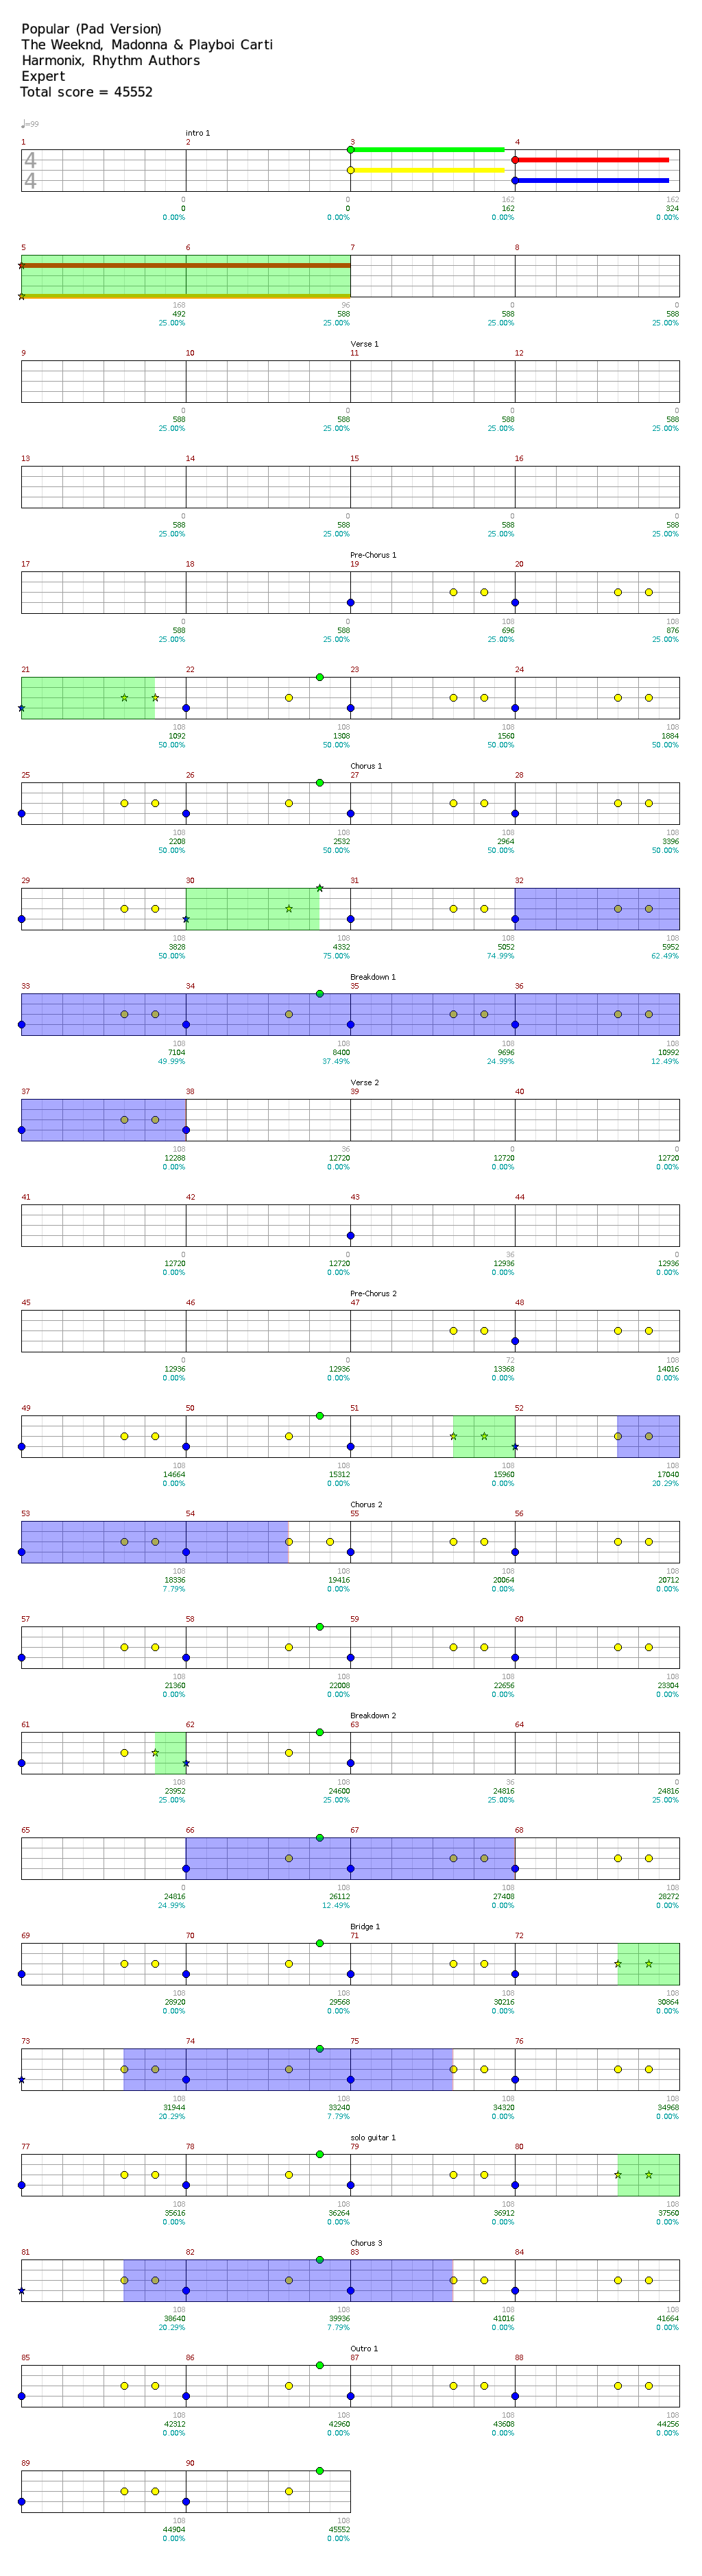 Popular (Pad Version)
The Weeknd, Madonna & Playboi Carti
Harmonix, Rhythm Authors
Expert
Total score = 45552
♩=99
intro 1
1 2 3 4
4
4
0 0 162 162
0 0 162 324
0.00% 0.00% 0.00% 0.00%
5 6 7 8
168 96 0 0
492 588 588 588
25.00% 25.00% 25.00% 25.00%
Verse 1
9 10 11 12
0 0 0 0
588 588 588 588
25.00% 25.00% 25.00% 25.00%
13 14 15 16
0 0 0 0
588 588 588 588
25.00% 25.00% 25.00% 25.00%
Pre-Chorus 1
17 18 19 20
0 0 108 108
588 588 696 876
25.00% 25.00% 25.00% 25.00%
21 22 23 24
108 108 108 108
1092 1308 1560 1884
50.00% 50.00% 50.00% 50.00%
Chorus 1
25 26 27 28
108 108 108 108
2208 2532 2964 3396
50.00% 50.00% 50.00% 50.00%
29 30 31 32
108 108 108 108
3828 4332 5052 5952
50.00% 75.00% 74.99% 62.49%
Breakdown 1
33 34 35 36
108 108 108 108
7104 8400 9696 10992
49.99% 37.49% 24.99% 12.49%
Verse 2
37 38 39 40
108 36 0 0
12288 12720 12720 12720
0.00% 0.00% 0.00% 0.00%
41 42 43 44
0 0 36 0
12720 12720 12936 12936
0.00% 0.00% 0.00% 0.00%
Pre-Chorus 2
45 46 47 48
0 0 72 108
12936 12936 13368 14016
0.00% 0.00% 0.00% 0.00%
49 50 51 52
108 108 108 108
14664 15312 15960 17040
0.00% 0.00% 0.00% 20.29%
Chorus 2
53 54 55 56
108 108 108 108
18336 19416 20064 20712
7.79% 0.00% 0.00% 0.00%
57 58 59 60
108 108 108 108
21360 22008 22656 23304
0.00% 0.00% 0.00% 0.00%
Breakdown 2
61 62 63 64
108 108 36 0
23952 24600 24816 24816
25.00% 25.00% 25.00% 25.00%
65 66 67 68
0 108 108 108
24816 26112 27408 28272
24.99% 12.49% 0.00% 0.00%
Bridge 1
69 70 71 72
108 108 108 108
28920 29568 30216 30864
0.00% 0.00% 0.00% 0.00%
73 74 75 76
108 108 108 108
31944 33240 34320 34968
20.29% 7.79% 0.00% 0.00%
solo guitar 1
77 78 79 80
108 108 108 108
35616 36264 36912 37560
0.00% 0.00% 0.00% 0.00%
Chorus 3
81 82 83 84
108 108 108 108
38640 39936 41016 41664
20.29% 7.79% 0.00% 0.00%
Outro 1
85 86 87 88
108 108 108 108
42312 42960 43608 44256
0.00% 0.00% 0.00% 0.00%
89 90
108 108
44904 45552
0.00% 0.00%